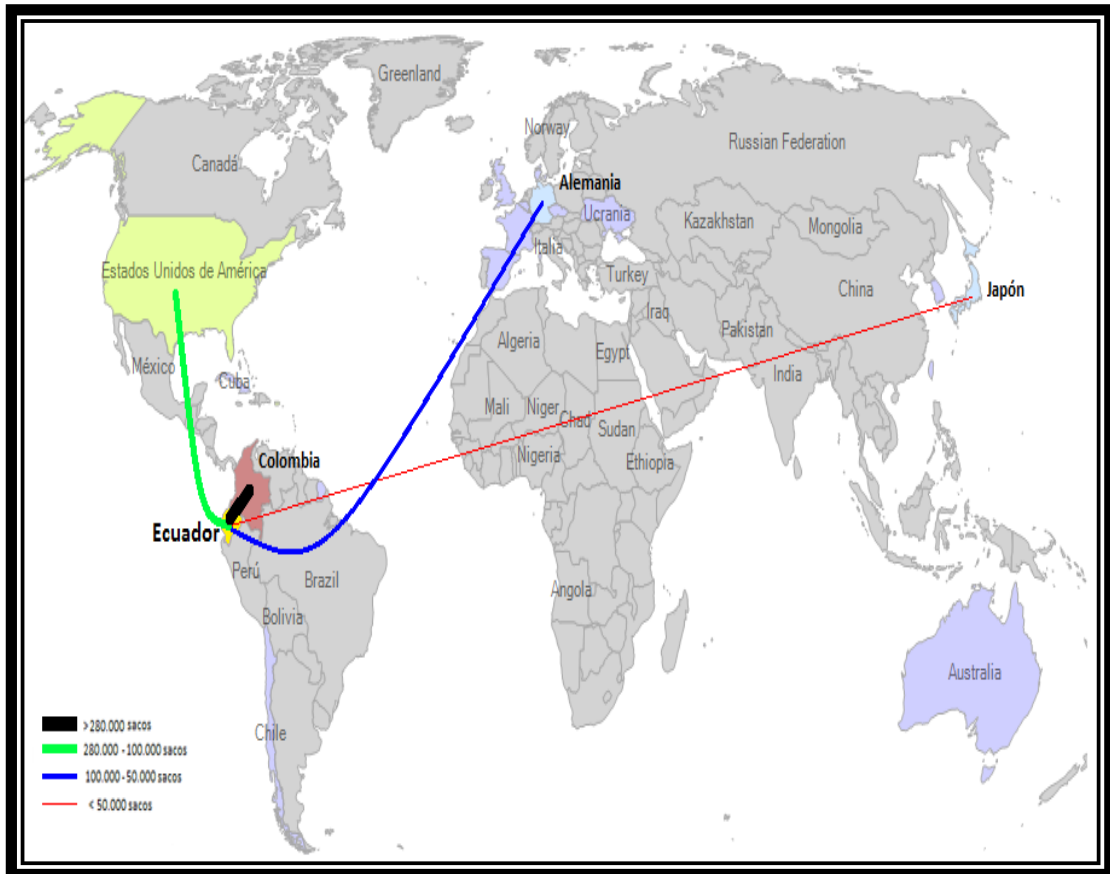 Greenland
Norway
Russian Federation
Canadá
Alemania
Ucrania
Kazakhstan
Mongolia
Italia
Estados Unidos de América
Turkey
China
Japón
Iraq
Pakistan
Algeria
Egypt
México
Cuba
India
Mali
Niger
Chad
Sudan
Colombia
Nigeria
Ethiopia
Ecuador
Perú
Brazil
Angola
Bolivia
Australia
Chile
>280.000 sacos
280.000 - 100.000 sacos
100.000 - 50.000 sacos
< 50.000 sacos